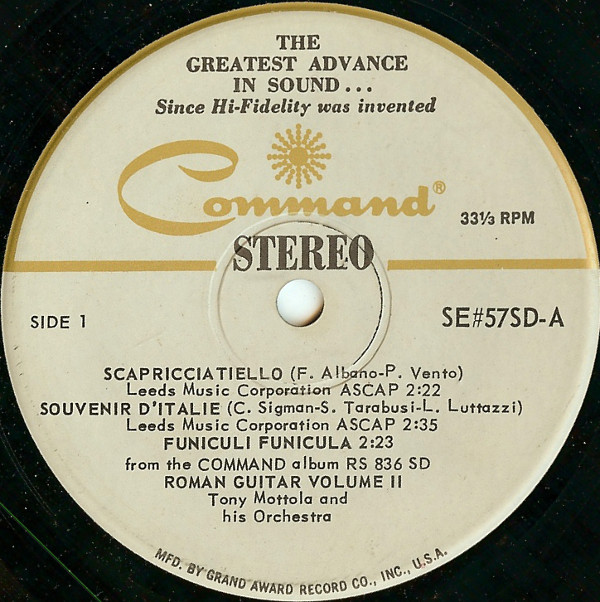 THE
GREATEST ADVANCE
IN SOUND...
Since Hi-Fidelity was invented
Command®
33⅓ RPM
STEREO
SIDE 1
SE#57SD-A
SCAPRICCIATIELLO (F. Albano-P. Vento)
Leeds Music Corporation ASCAP 2:22
SOUVENIR D'ITALIE (C. Sigman-S. Tarabusi-L. Luttazzi)
Leeds Music Corporation ASCAP 2:35
FUNICULI FUNICULA 2:23
from the COMMAND album RS 836 SD
ROMAN GUITAR VOLUME II
Tony Mottola and
his Orchestra
MFD. BY GRAND AWARD RECORD CO., INC., U.S.A.